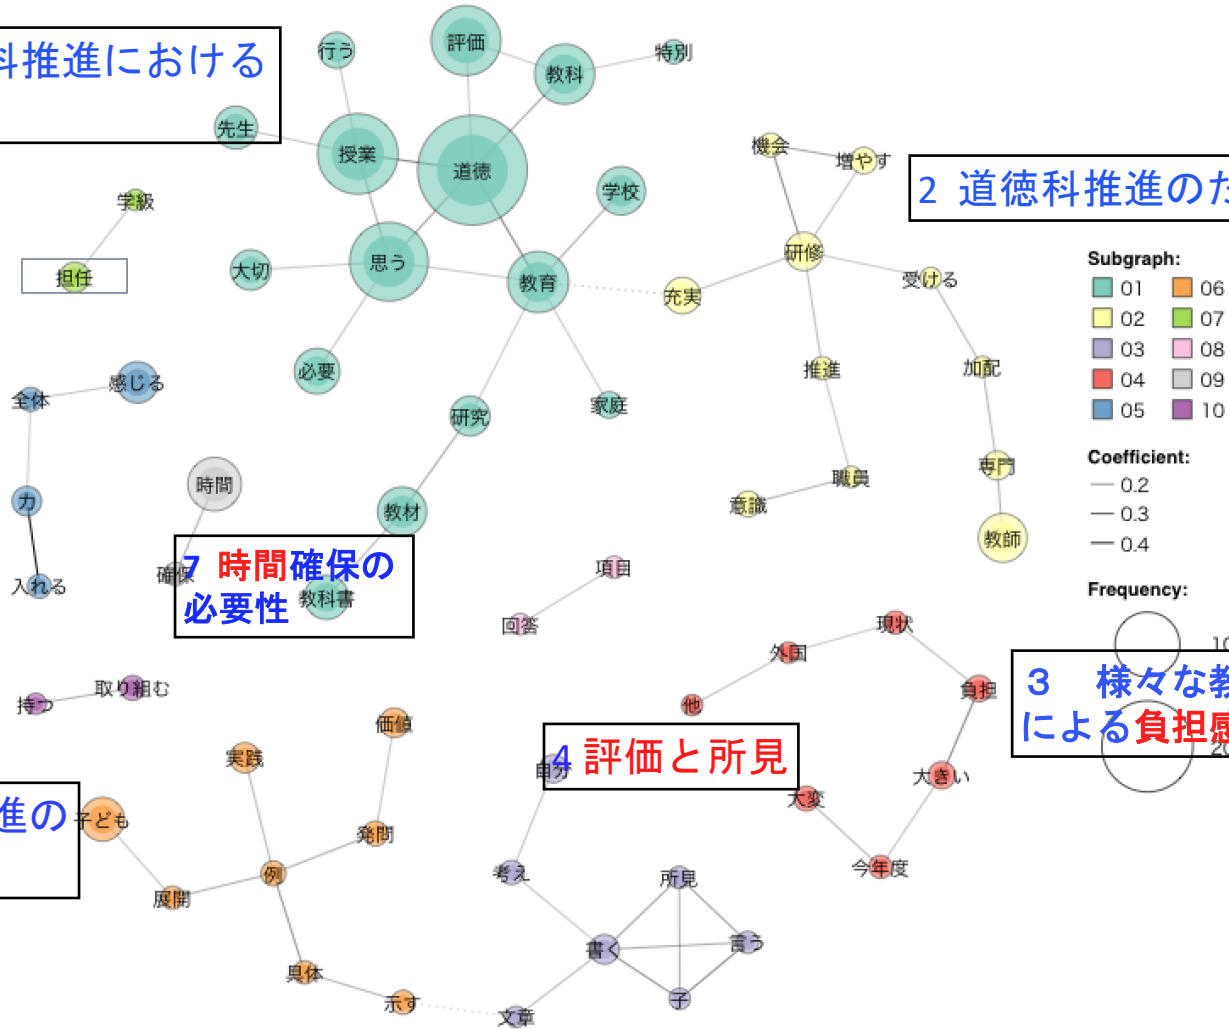 科推進における
行う
評価
教科
特別
先生
授業
道徳
機会
増やす
2 道徳科推進のた
学級
学校
担任
大切
思う
教育
研修
充実
受ける
Subgraph:
01
06
02
07
03
08
04
09
05
10
必要
推進
加配
全体
感じる
研究
家庭
Coefficient:
0.2
0.3
0.4
時間
力
教材
職員
意識
専門
教師
確保
7 時間確保の
必要性
教科書
入れる
項目
回答
Frequency:
10
現状
外国
他
負担
3 様々な教
による負担感
20
持つ
取り組む
価値
実践
4 評価と所見
自分
大きい
大変
進の
子ども
発問
例
展開
考え
所見
今年度
書く
言う
具体
示す
文章
子